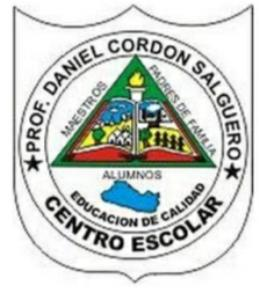 PROF. DANIEL CORDON SALGUERO
MAESTROS
PADRES DE FAMILIA
ALUMNOS
EDUCACION DE CALIDAD
CENTRO ESCOLAR